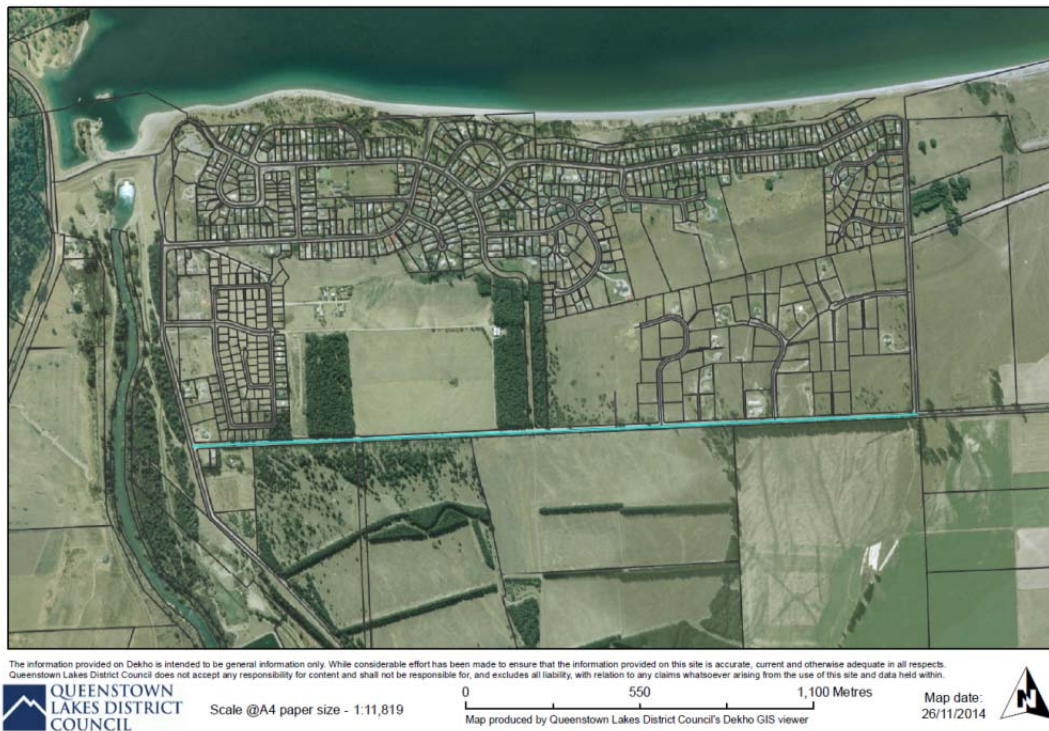 The information provided on Dekho is intended to be general information only. While considerable effort has been made to ensure that the information provided on this site is accurate, current and otherwise adequate in all respects.
Queenstown Lakes District Council does not accept any responsibility for content and shall not be responsible for, and excludes all liability, with relation to any claims whatsoever arising from the use of this site and data held within.
QUEENSTOWN
LAKES DISTRICT
COUNCIL
Scale @A4 paper size - 1:11,819
0 550 1,100 Metres
Map produced by Queenstown Lakes District Council's Dekho GIS viewer
Map date:
26/11/2014
N